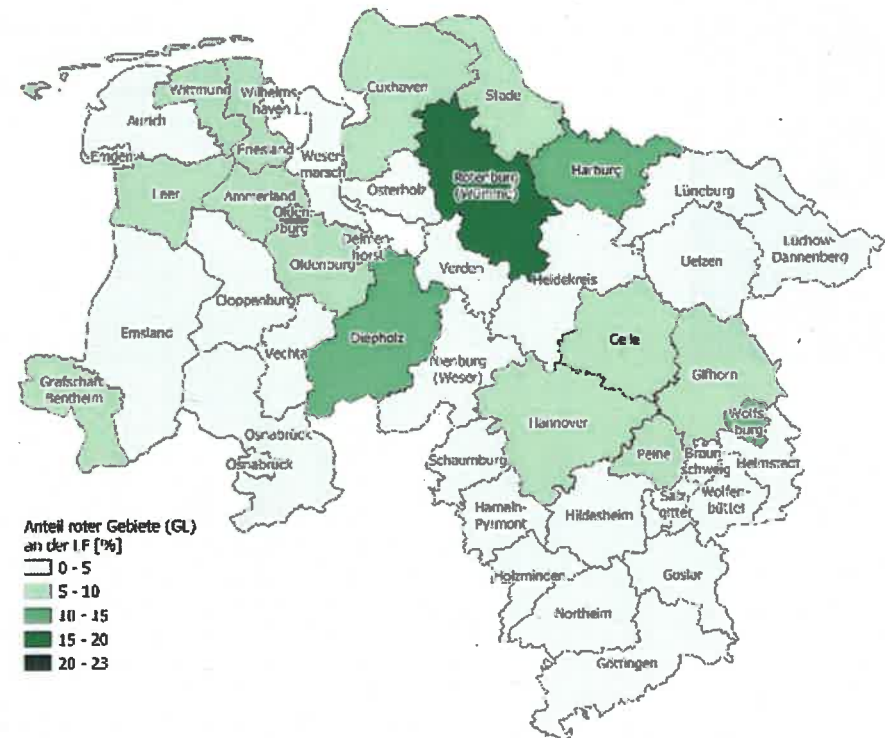 Cuxhaven
Stade
Wittmund
Wilhelms-
haven
Aurich
Emden
Friesland
Weser-
marsch
Leer
Ammerland
Olden-
burg
Osterholz
Rotenburg
(Wümme)
Harburg
Lüneburg
Lüchow-
Dannenberg
Uelzen
Delmen-
horst
Oldenburg
Verden
Heidekreis
Cloppenburg
Emsland
Vechta
Diepholz
Nienburg
(Weser)
Celle
Gifhorn
Grafschaft
Bentheim
Hannover
Wolfs-
burg
Osnabrück
Osnabrück
Schaumburg
Peine
Braun-
schweig
Helmstedt
Salz-
gitter
Wolfen-
büttel
Hameln-
Pyrmont
Hildesheim
Holzminden
Goslar
Northeim
Göttingen
Anteil roter Gebiete (GL)
an der LF [%]
0 - 5
5 - 10
10 - 15
15 - 20
20 - 23